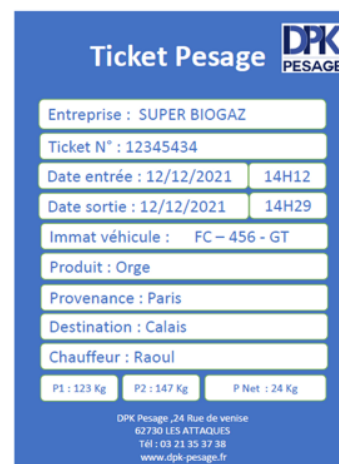 Ticket Pesage
DPK
PESAGE
Entreprise : SUPER BIOGAZ
Ticket N° : 12345434
Date entrée : 12/12/2021 14H12
Date sortie : 12/12/2021 14H29
Immat véhicule : FC – 456 - GT
Produit : Orge
Provenance : Paris
Destination : Calais
Chauffeur : Raoul
P1 : 123 Kg P2 : 147 Kg P Net : 24 Kg
DPK Pesage ,24 Rue de venise
62730 LES ATTAQUES
Tél : 03 21 35 37 38
www.dpk-pesage.fr